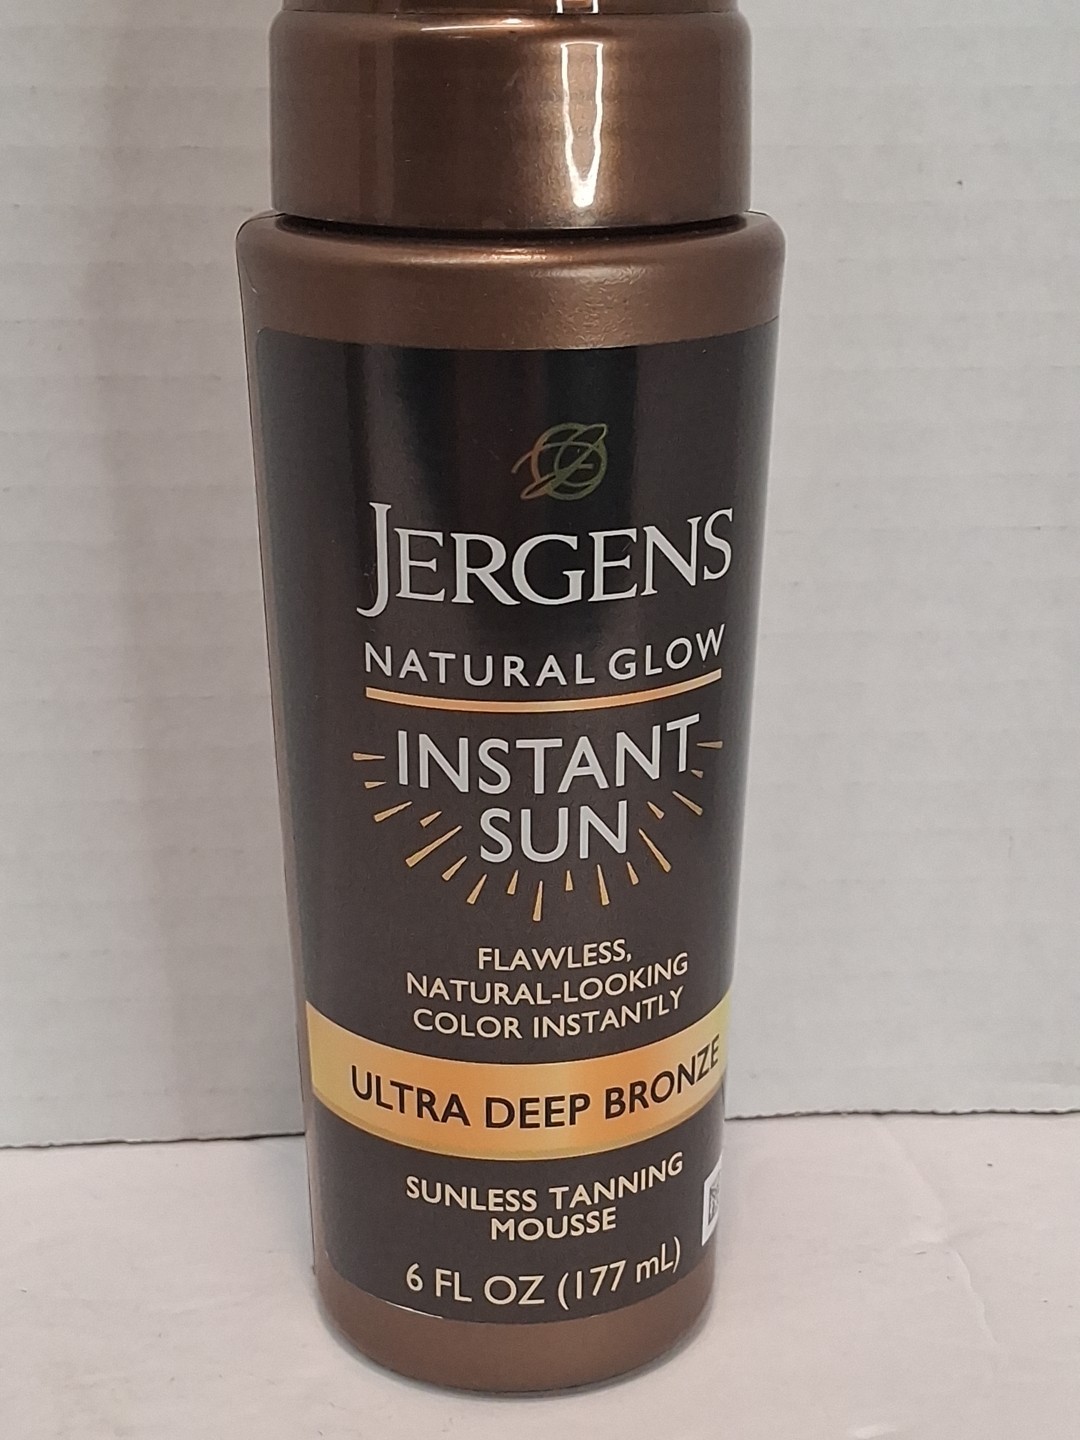 JERGENS
NATURAL GLOW
INSTANT
SUN
FLAWLESS,
NATURAL-LOOKING
COLOR INSTANTLY
ULTRA DEEP BRONZE
SUNLESS TANNING
MOUSSE
6 FL OZ (177 mL)